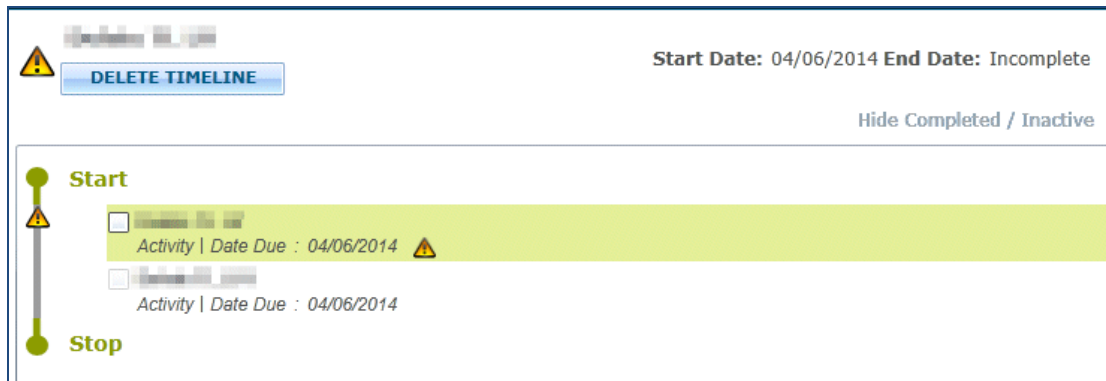 DELETE TIMELINE
Start Date: 04/06/2014 End Date: Incomplete
Hide Completed / Inactive
Start
Activity | Date Due : 04/06/2014
Activity | Date Due : 04/06/2014
Stop